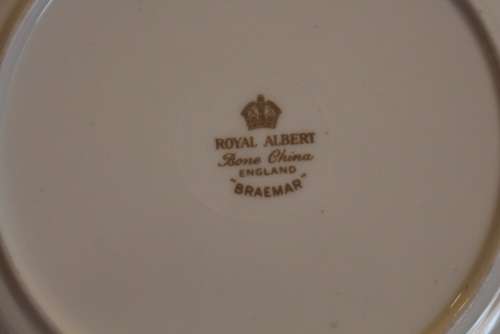 ROYAL ALBERT
Bone China
ENGLAND
"BRAEMAR"